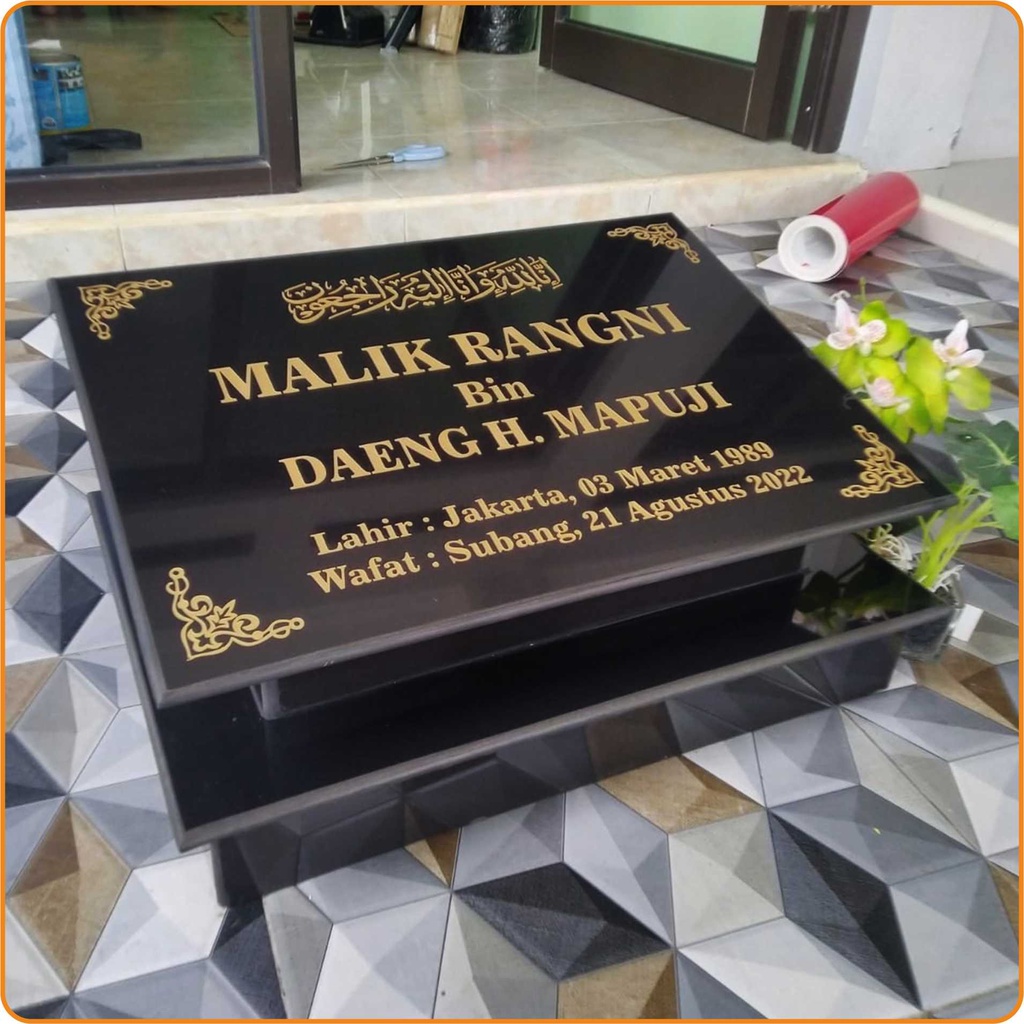 إنا لله وإنا إليه راجعون
MALIK RANGNI
Bin
DAENG H. MAPUJI
Lahir : Jakarta, 03 Maret 1989
Wafat : Subang, 21 Agustus 2022